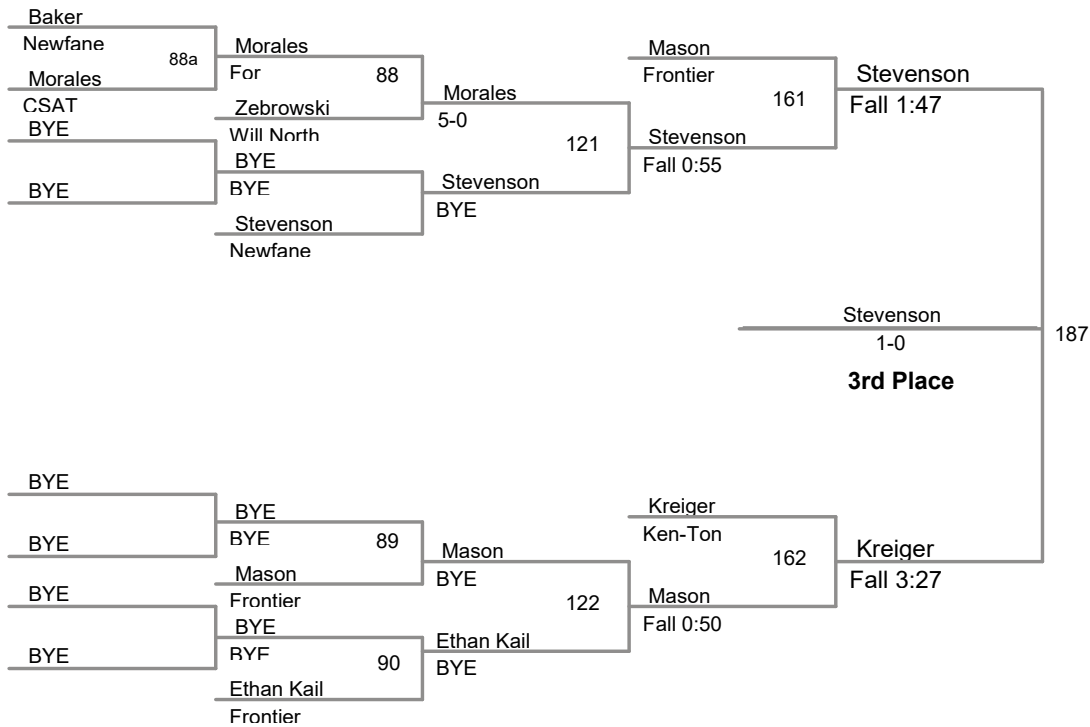 Baker
Newfane
88a
Morales
CSAT
BYE
BYE
Morales
For
88
Zebrowski
Will North
BYE
BYE
Stevenson
Newfane
Morales
5-0
121
Stevenson
BYE
Mason
Frontier
161
Stevenson
Fall 0:55
Stevenson
Fall 1:47
Stevenson
1-0
187
3rd Place
BYE
BYE
BYE
BYE
BYE
BYE
89
Mason
Frontier
BYE
BYE
90
Ethan Kail
Frontier
Mason
BYE
122
Ethan Kail
BYE
Kreiger
Ken-Ton
162
Mason
Fall 0:50
Kreiger
Fall 3:27